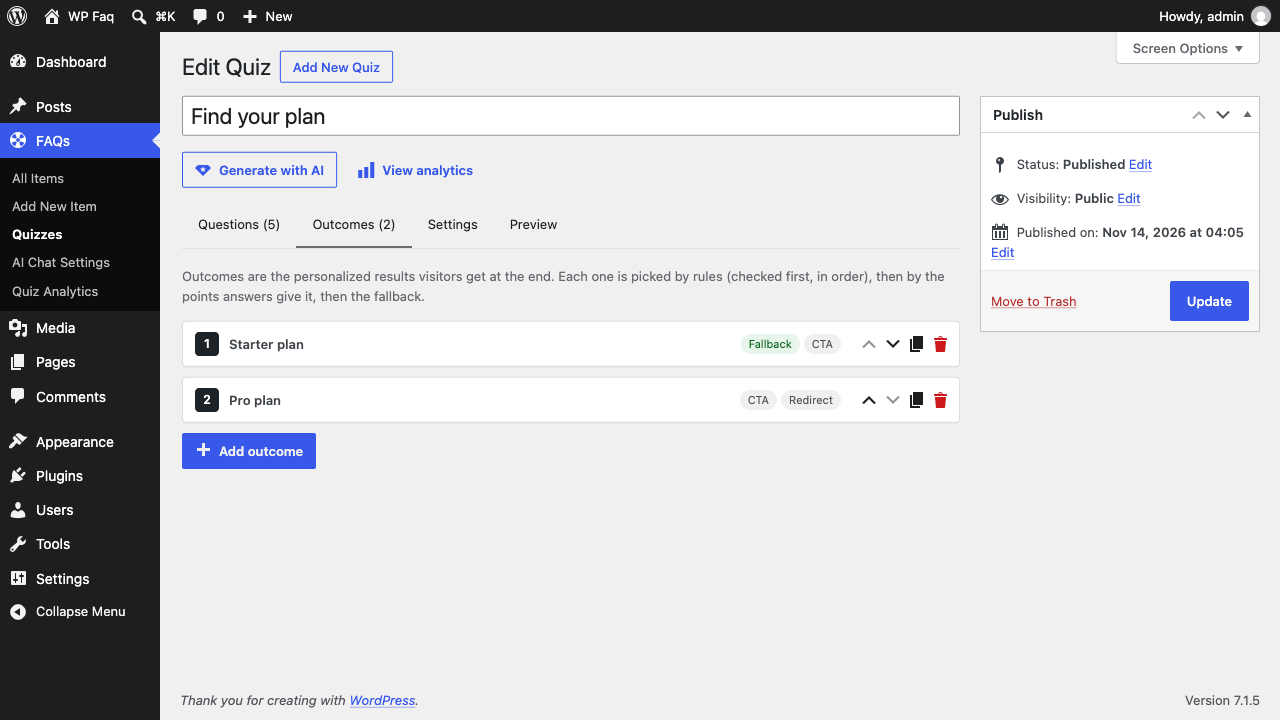 WP Faq
⌘K
0
New
Howdy, admin
Dashboard
Posts
FAQs
All Items
Add New Item
Quizzes
AI Chat Settings
Quiz Analytics
Media
Pages
Comments
Appearance
Plugins
Users
Tools
Settings
Collapse Menu
Screen Options
Edit Quiz
Add New Quiz
Find your plan
Generate with AI
View analytics
Questions (5)
Outcomes (2)
Settings
Preview
Outcomes are the personalized results visitors get at the end. Each one is picked by rules (checked first, in order), then by the
points answers give it, then the fallback.
1 Starter plan Fallback CTA
2 Pro plan CTA Redirect
Add outcome
Publish
Status: Published Edit
Visibility: Public Edit
Published on: Nov 14, 2026 at 04:05
Edit
Move to Trash
Update
Thank you for creating with WordPress.
Version 7.1.5